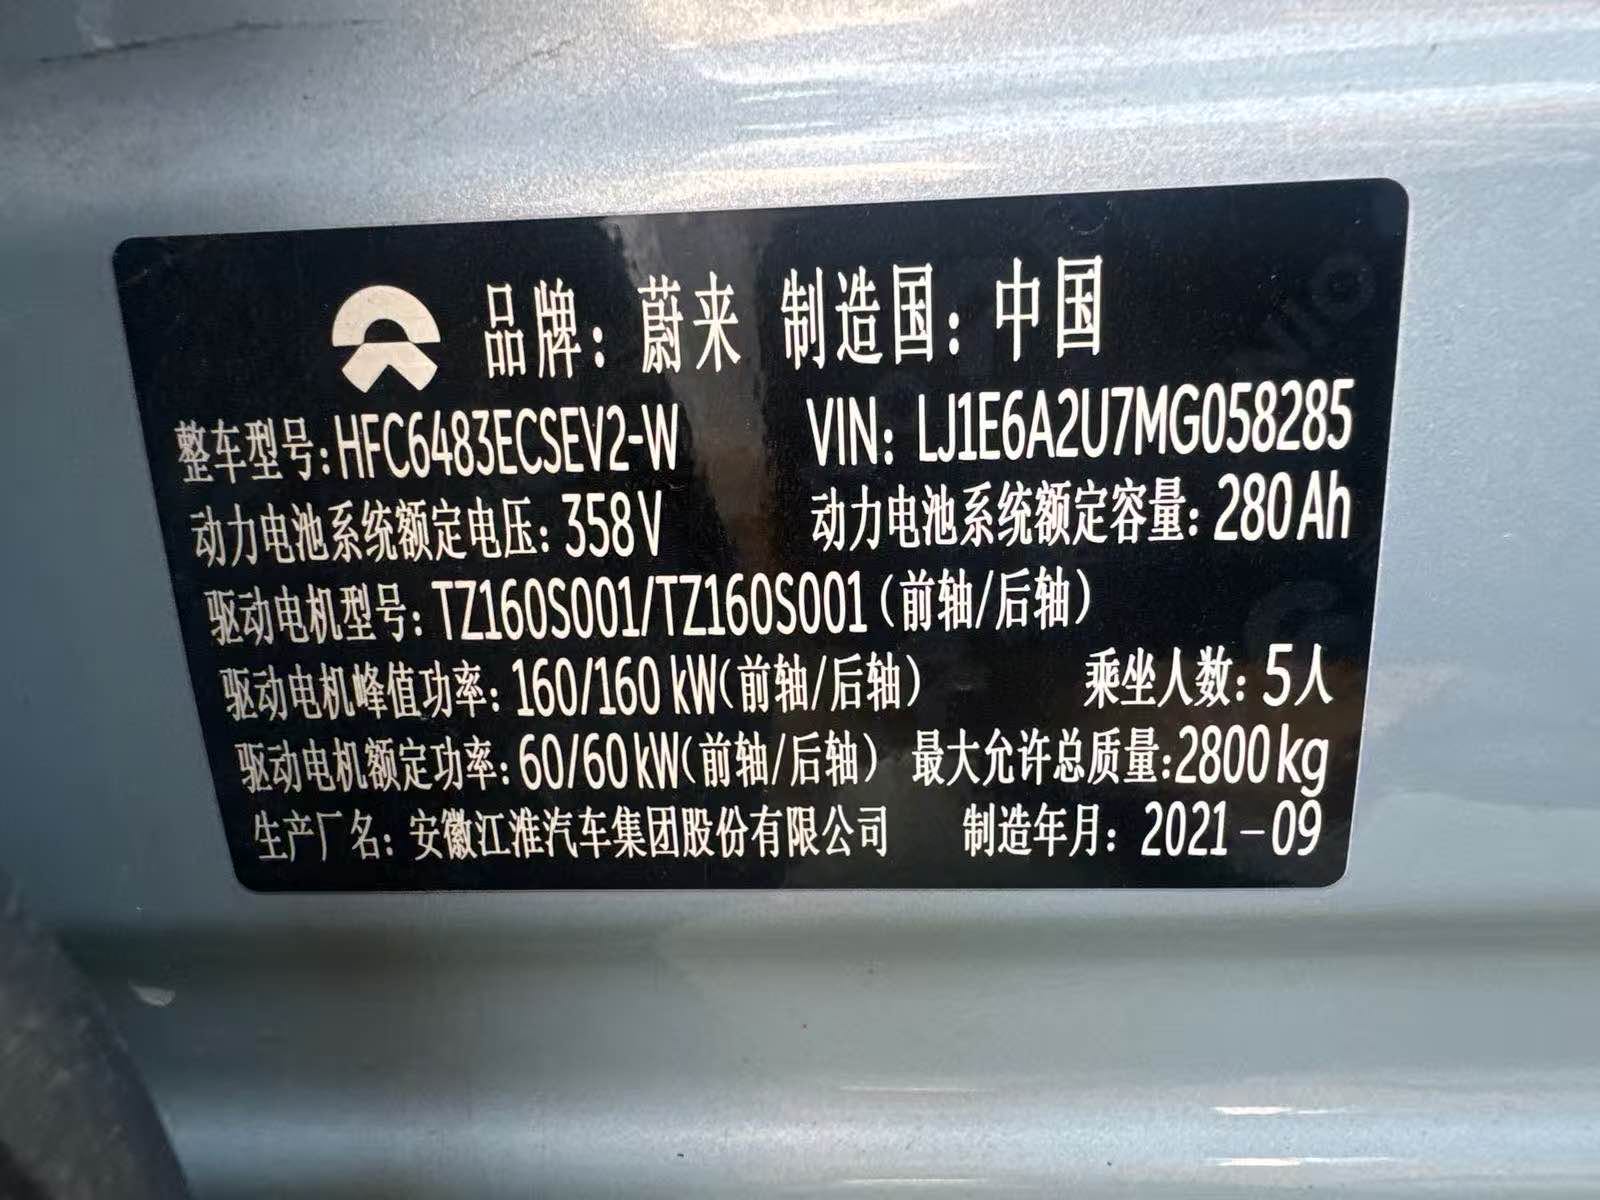 品牌：蔚来 制造国：中国
整车型号：HFC6483ECSEV2-W VIN：LJ1E6A2U7MG058285
动力电池系统额定电压：358V 动力电池系统额定容量：280Ah
驱动电机型号：TZ160S001/TZ160S001（前轴/后轴）
驱动电机峰值功率：160/160kW（前轴/后轴） 乘坐人数：5人
驱动电机额定功率：60/60kW（前轴/后轴） 最大允许总质量：2800kg
生产厂名：安徽江淮汽车集团股份有限公司 制造年月：2021-09
NIO